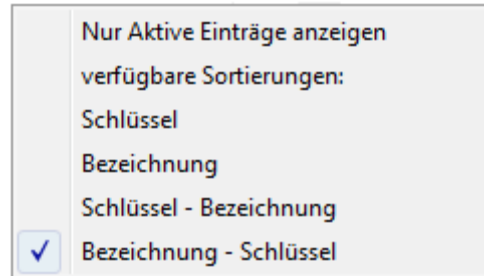 Nur Aktive Einträge anzeigen
verfügbare Sortierungen:
Schlüssel
Bezeichnung
Schlüssel - Bezeichnung
Bezeichnung - Schlüssel